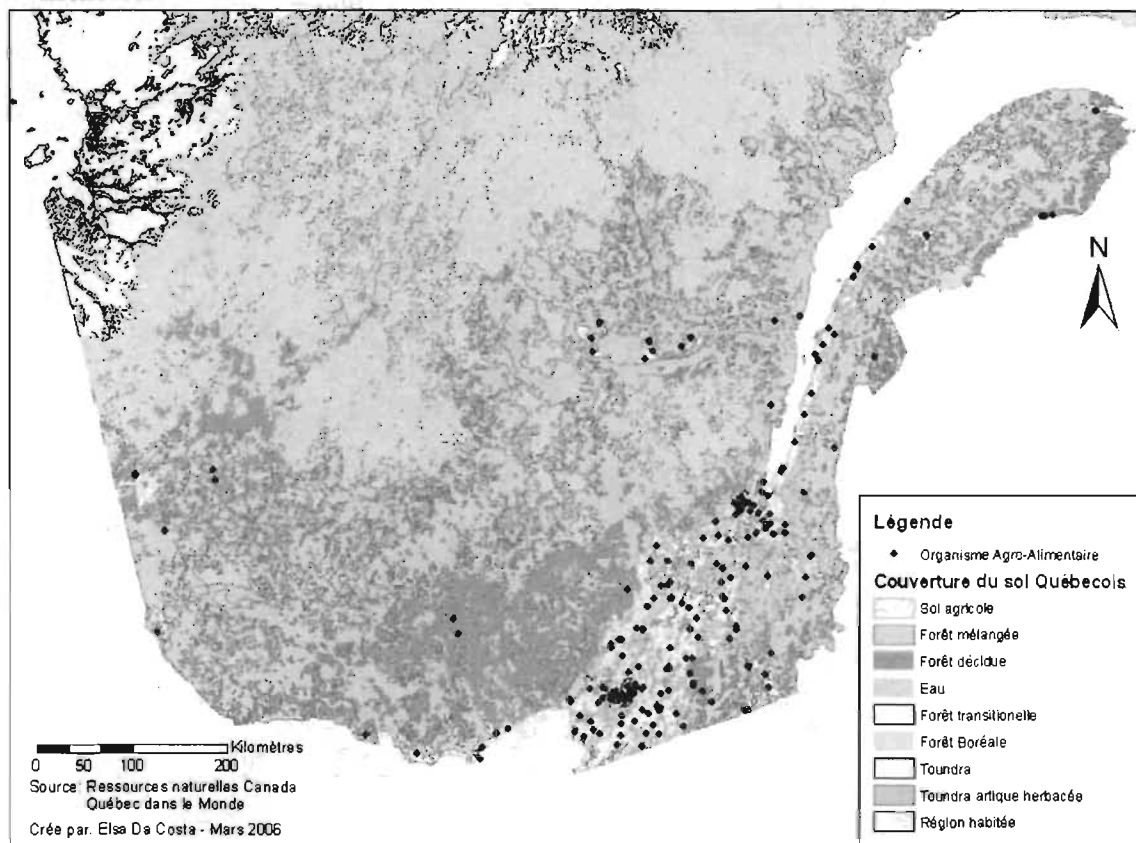 N
Légende
Organisme Agro-Alimentaire
Couverture du sol Québecois
Sol agricole
Forêt mélangée
Forêt décidue
Eau
Forêt transitionelle
Forêt Boréale
Toundra
Toundra artique herbacée
Région habitée
Kilomètres
0 50 100 200
Source: Ressources naturelles Canada
Québec dans le Monde
Crée par. Elsa Da Costa - Mars 2006